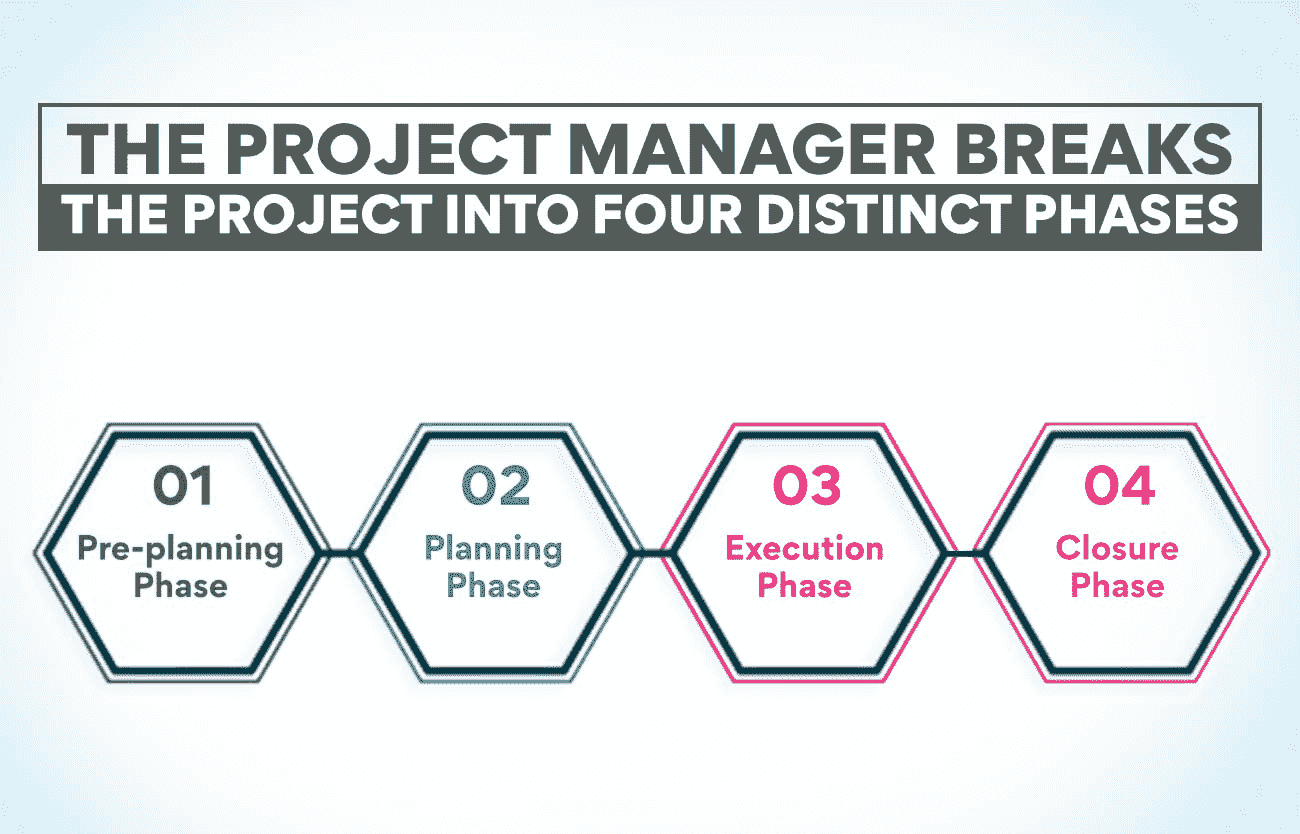 THE PROJECT MANAGER BREAKS
THE PROJECT INTO FOUR DISTINCT PHASES
01
Pre-planning
Phase
02
Planning
Phase
03
Execution
Phase
04
Closure
Phase